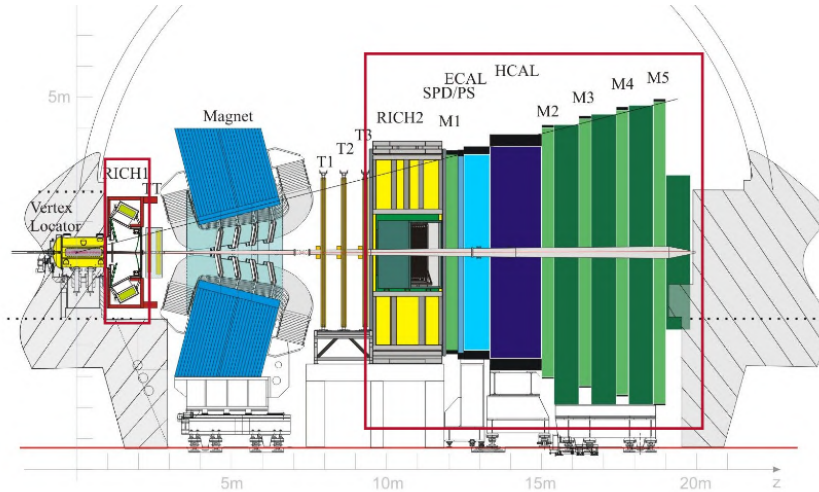 5m
Magnet
RICH1
TT
Vertex
Locator
T1
T2
T3
RICH2
SPD/PS
ECAL
HCAL
M1
M2
M3
M4
M5
5m
10m
15m
20m
z